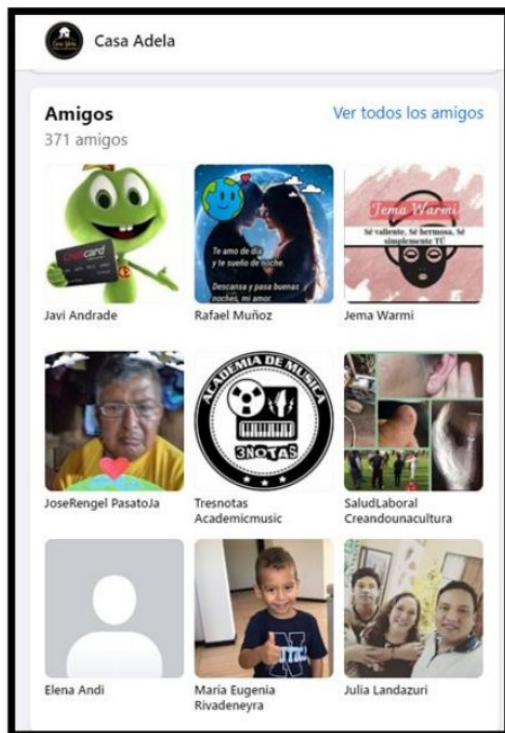 Casa Adela
Amigos
Ver todos los amigos
371 amigos
card
Te amo de día
y te sueño de noche.
Descansa y pasa buenas
noches, mi amor
Jema Warmi
Sé valiente, Sé hermosa, Sé
simplemente TÚ
Javi Andrade
Rafael Muñoz
Jema Warmi
ACADEMIA DE MUSICA
3NOTAS
JoseRengel PasatoJa
Tresnotas
Academicmusic
SaludLaboral
Creandounacultura
N
Elena Andi
María Eugenia
Rivadeneyra
Julia Landazuri